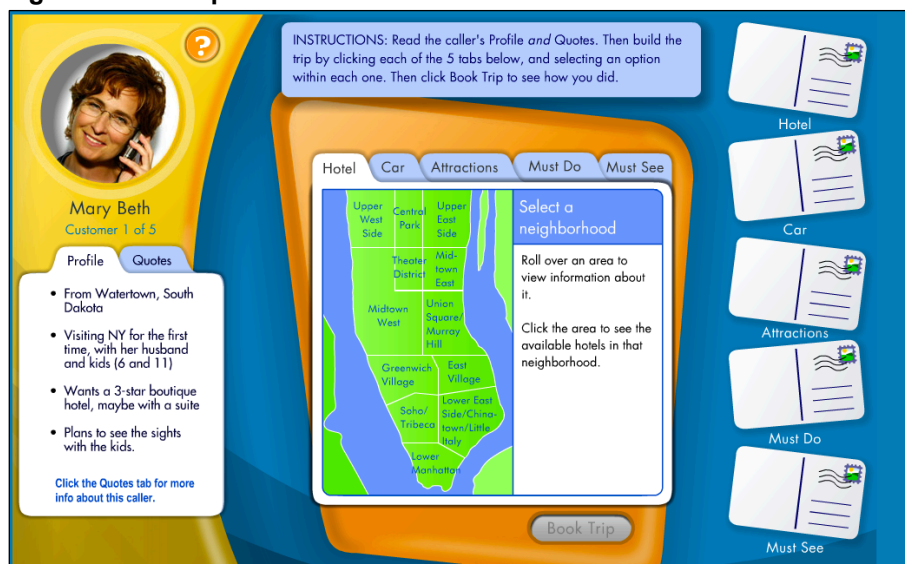 ?
INSTRUCTIONS: Read the caller's Profile and Quotes. Then build the
trip by clicking each of the 5 tabs below, and selecting an option
within each one. Then click Book Trip to see how you did.
Mary Beth
Customer 1 of 5
Profile Quotes
• From Watertown, South
Dakota
• Visiting NY for the first
time, with her husband
and kids (6 and 11)
• Wants a 3-star boutique
hotel, maybe with a suite
• Plans to see the sights
with the kids.
Click the Quotes tab for more
info about this caller.
Hotel Car Attractions Must Do Must See
Upper
West
Side
Central
Park
Upper
East
Side
Theater
District
Mid-
town
East
Midtown
West
Union
Square/
Murray
Hill
Greenwich
Village
East
Village
Soho/
Tribeca
Lower East
Side/China-
town/Little
Italy
Lower
Manhattan
Select a
neighborhood
Roll over an area to
view information about
it.
Click the area to see the
available hotels in that
neighborhood.
Book Trip
Hotel
Car
Attractions
Must Do
Must See